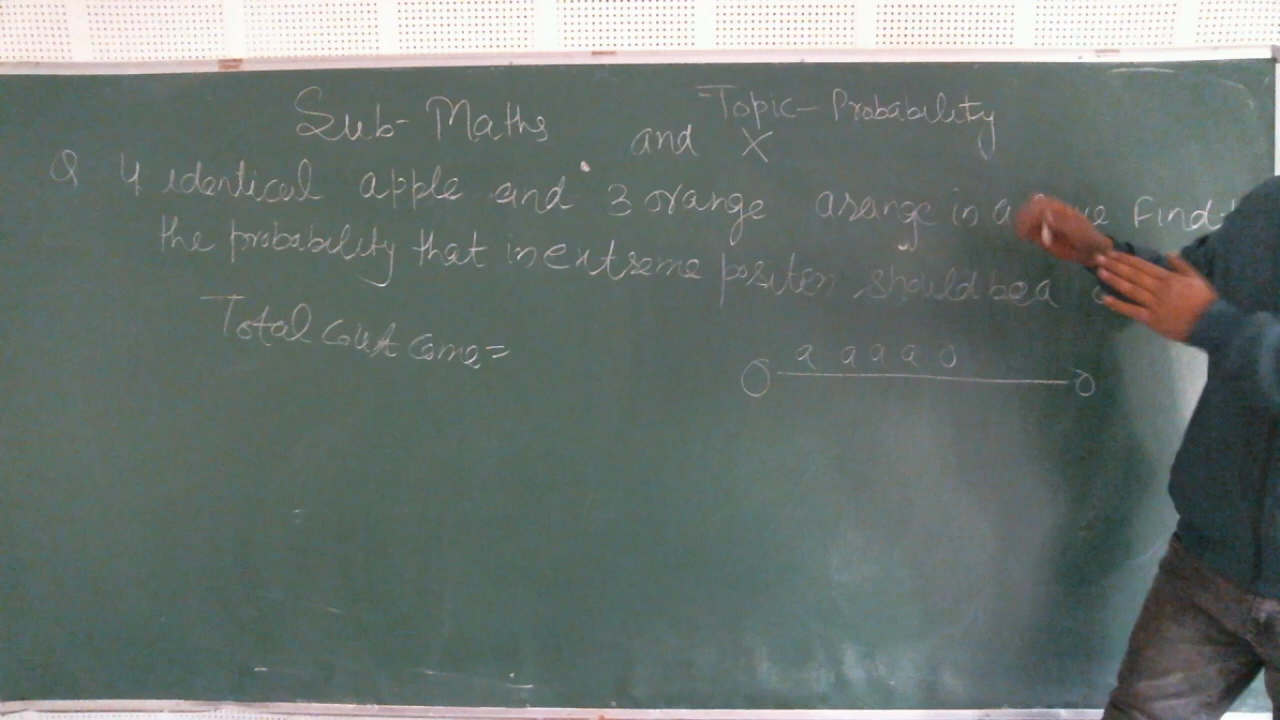 Sub- Maths
Topic- Probability
and X
Q 4 identical apple and 3 orange arange in a Find
the probability that in extreme positen should be a
Total out come=
a a a a o
O O